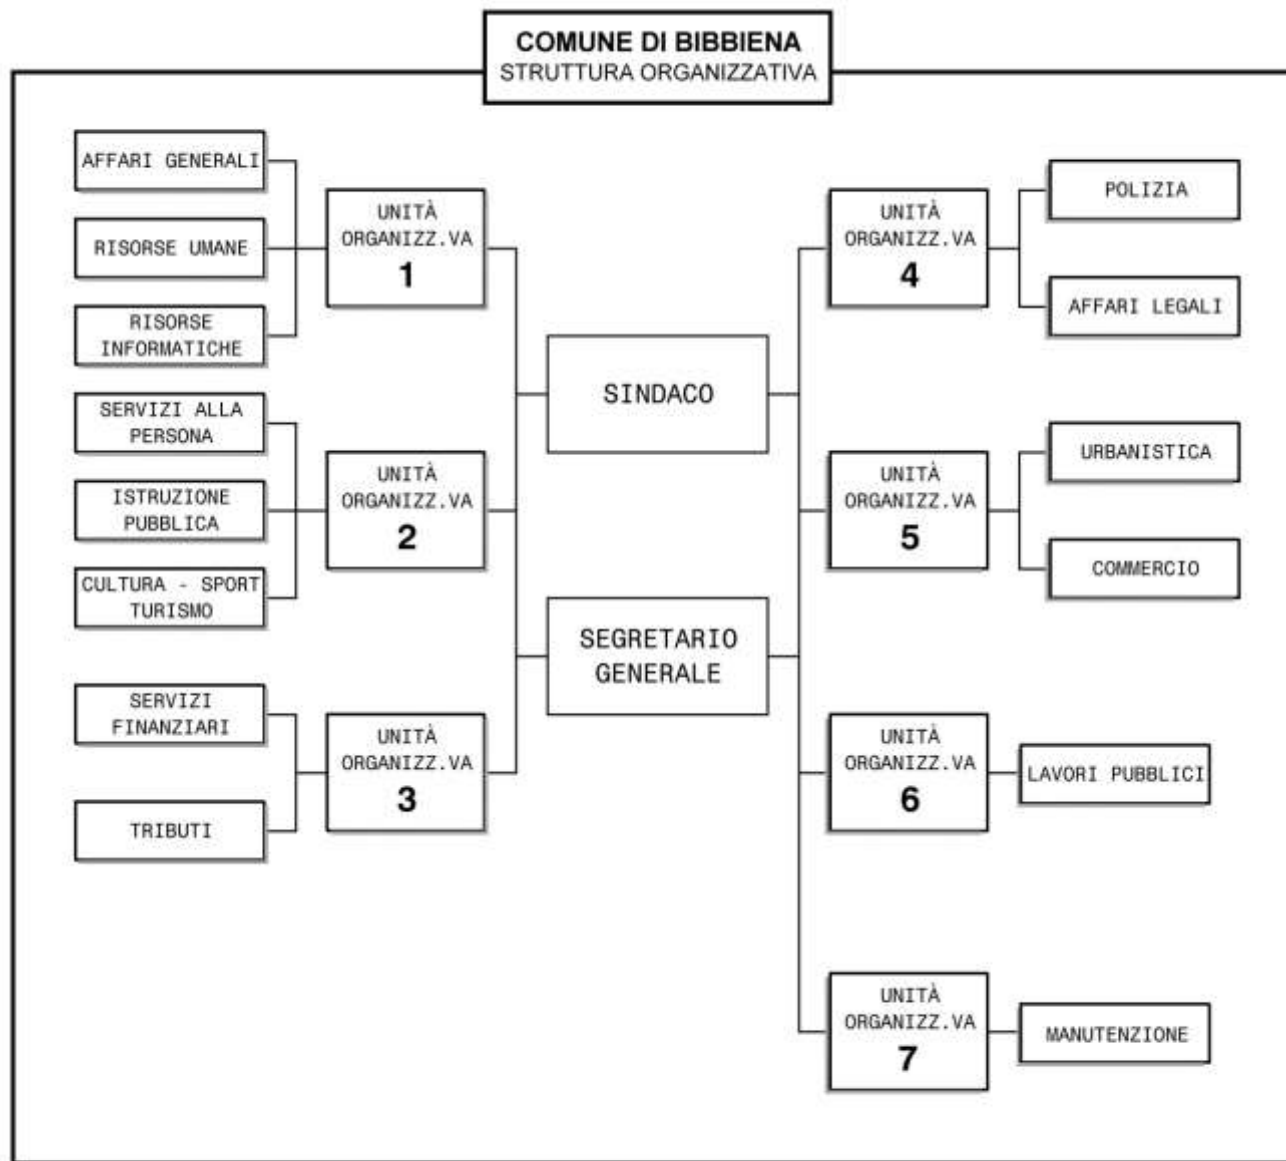 COMUNE DI BIBBIENA
STRUTTURA ORGANIZZATIVA
AFFARI GENERALI
RISORSE UMANE
RISORSE
INFORMATICHE
UNITÀ
ORGANIZZ.VA
1
SERVIZI ALLA
PERSONA
ISTRUZIONE
PUBBLICA
CULTURA - SPORT
TURISMO
UNITÀ
ORGANIZZ.VA
2
SERVIZI
FINANZIARI
TRIBUTI
UNITÀ
ORGANIZZ.VA
3
SINDACO
SEGRETARIO
GENERALE
UNITÀ
ORGANIZZ.VA
4
POLIZIA
AFFARI LEGALI
UNITÀ
ORGANIZZ.VA
5
URBANISTICA
COMMERCIO
UNITÀ
ORGANIZZ.VA
6
LAVORI PUBBLICI
UNITÀ
ORGANIZZ.VA
7
MANUTENZIONE